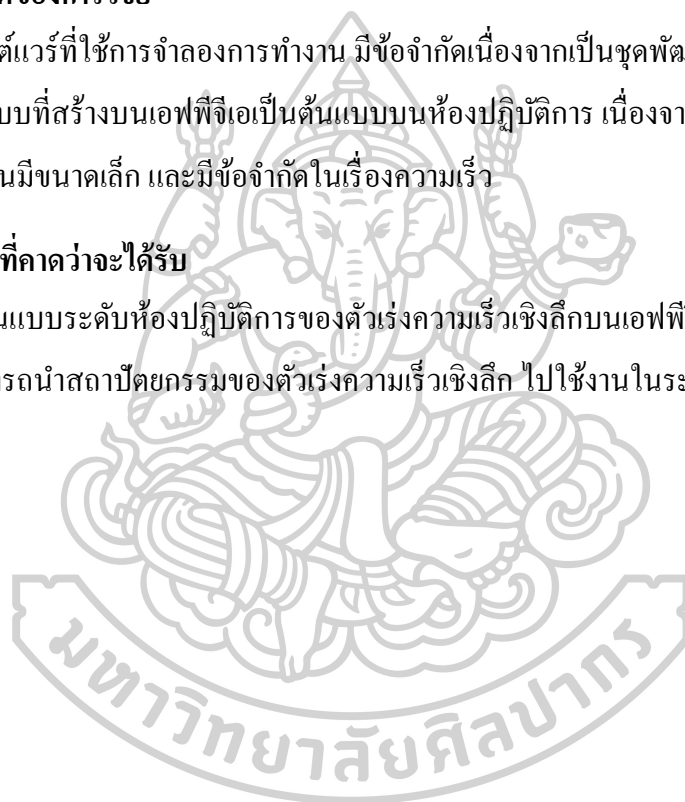 ต์แวร์ที่ใช้การจำลองการทำงาน มีข้อจำกัดเนื่องจากเป็นชุดพัฒ
บบที่สร้างบนเอฟพีจีเอเป็นต้นแบบบนห้องปฏิบัติการ เนื่องจา
นมีขนาดเล็ก และมีข้อจำกัดในเรื่องความเร็ว
ที่คาดว่าจะได้รับ
นแบบระดับห้องปฏิบัติการของตัวเร่งความเร็วเชิงลึกบนเอฟพี
รถนำสถาปัตยกรรมของตัวเร่งความเร็วเชิงลึก ไปใช้งานในระ
มหาวิทยาลัยศิลปากร